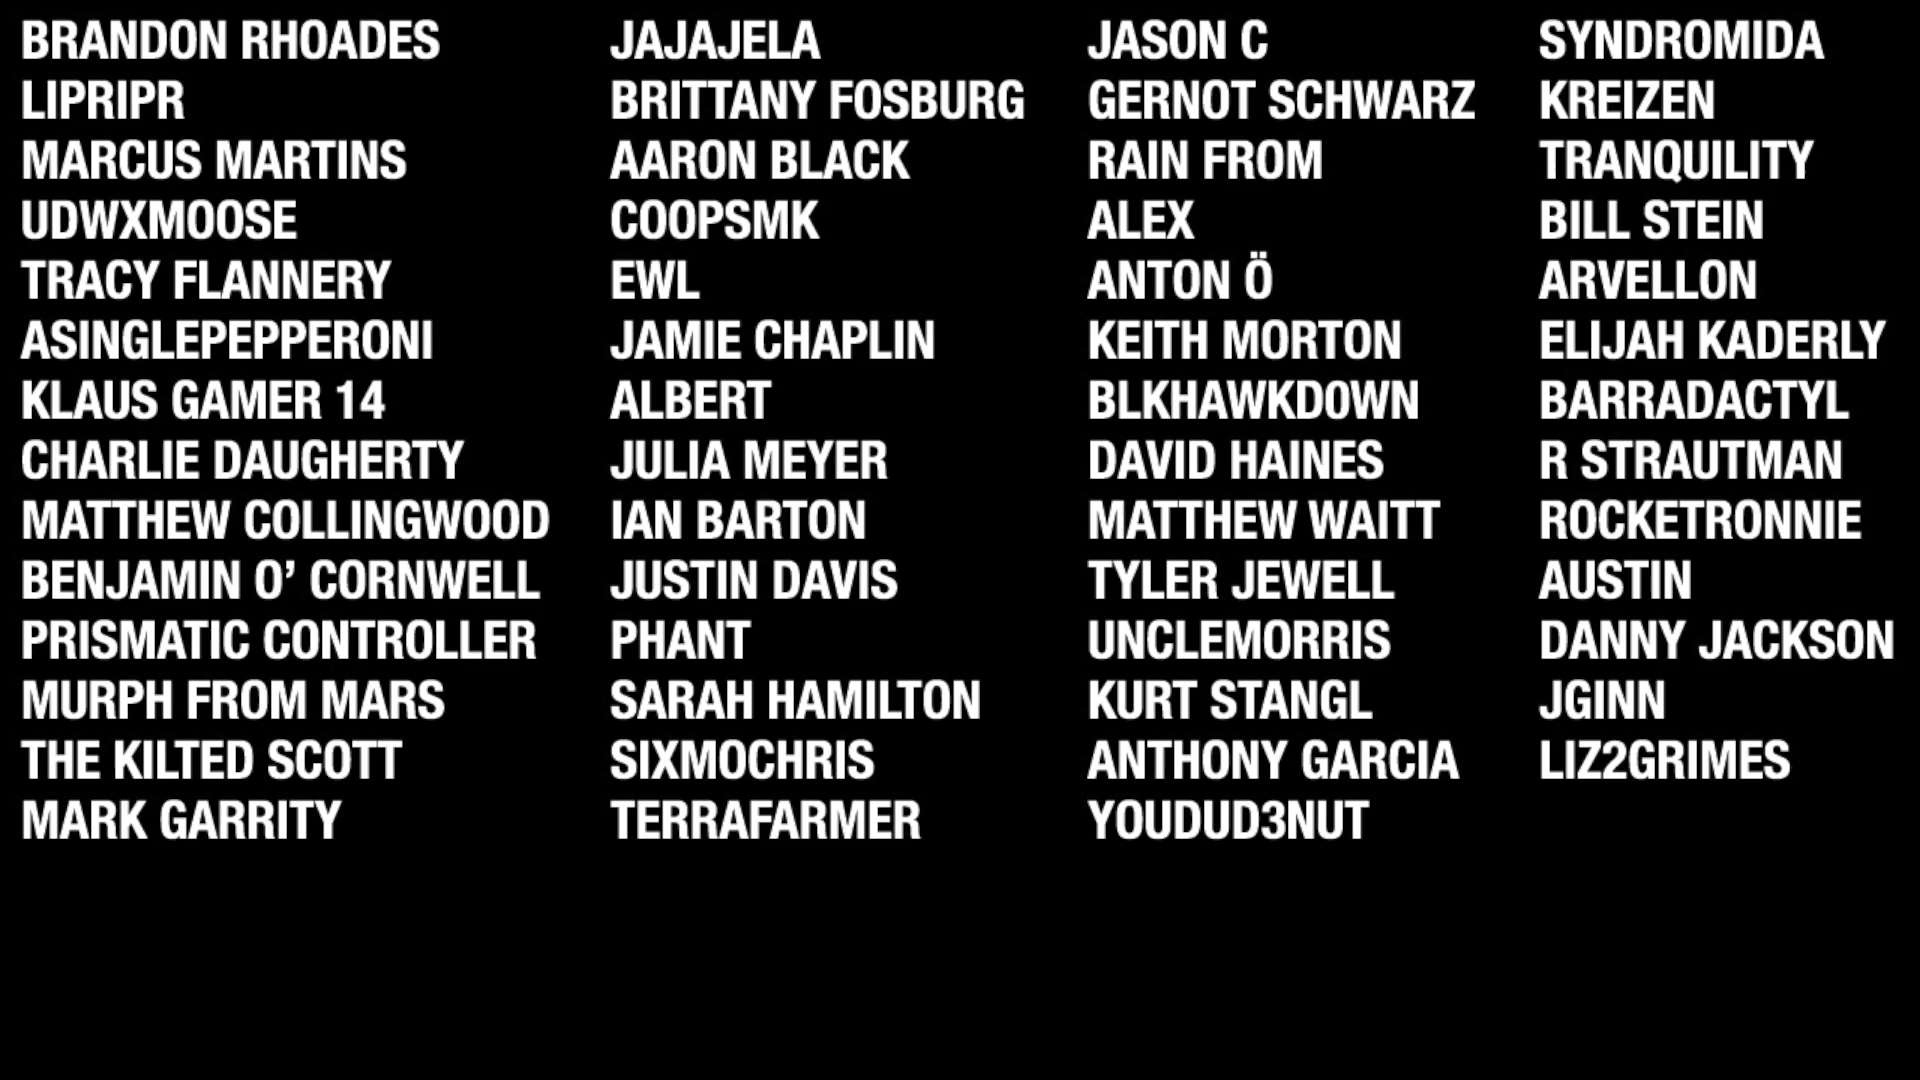 BRANDON RHOADES
LIPRIPR
MARCUS MARTINS
UDWXMOOSE
TRACY FLANNERY
ASINGLEPEPPERONI
KLAUS GAMER 14
CHARLIE DAUGHERTY
MATTHEW COLLINGWOOD
BENJAMIN O’ CORNWELL
PRISMATIC CONTROLLER
MURPH FROM MARS
THE KILTED SCOTT
MARK GARRITY
JAJAJELA
BRITTANY FOSBURG
AARON BLACK
COOPSMK
EWL
JAMIE CHAPLIN
ALBERT
JULIA MEYER
IAN BARTON
JUSTIN DAVIS
PHANT
SARAH HAMILTON
SIXMOCHRIS
TERRAFARMER
JASON C
GERNOT SCHWARZ
RAIN FROM
ALEX
ANTON Ö
KEITH MORTON
BLKHAWKDOWN
DAVID HAINES
MATTHEW WAITT
TYLER JEWELL
UNCLEMORRIS
KURT STANGL
ANTHONY GARCIA
YOUDUD3NUT
SYNDROMIDA
KREIZEN
TRANQUILITY
BILL STEIN
ARVELLON
ELIJAH KADERLY
BARRADACTYL
R STRAUTMAN
ROCKETRONNIE
AUSTIN
DANNY JACKSON
JGINN
LIZ2GRIMES